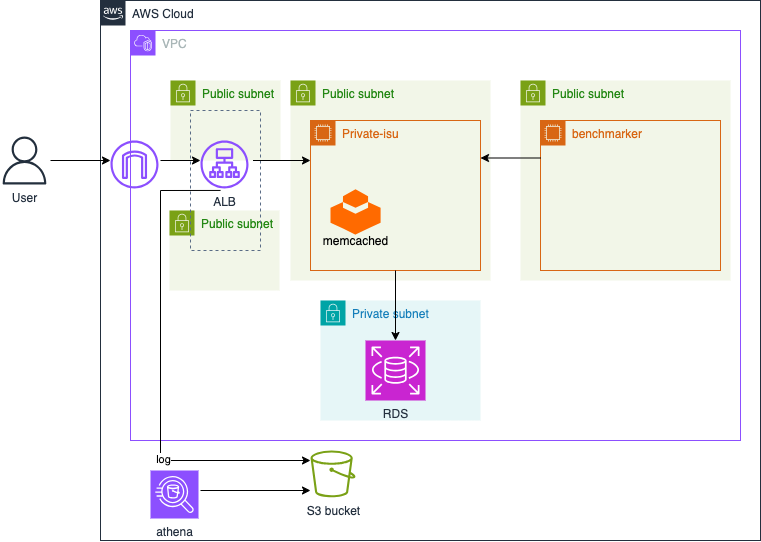 aws
AWS Cloud
VPC
Public subnet
Public subnet
Public subnet
Private-isu
benchmarker
User
ALB
Public subnet
memcached
Private subnet
RDS
log
S3 bucket
athena